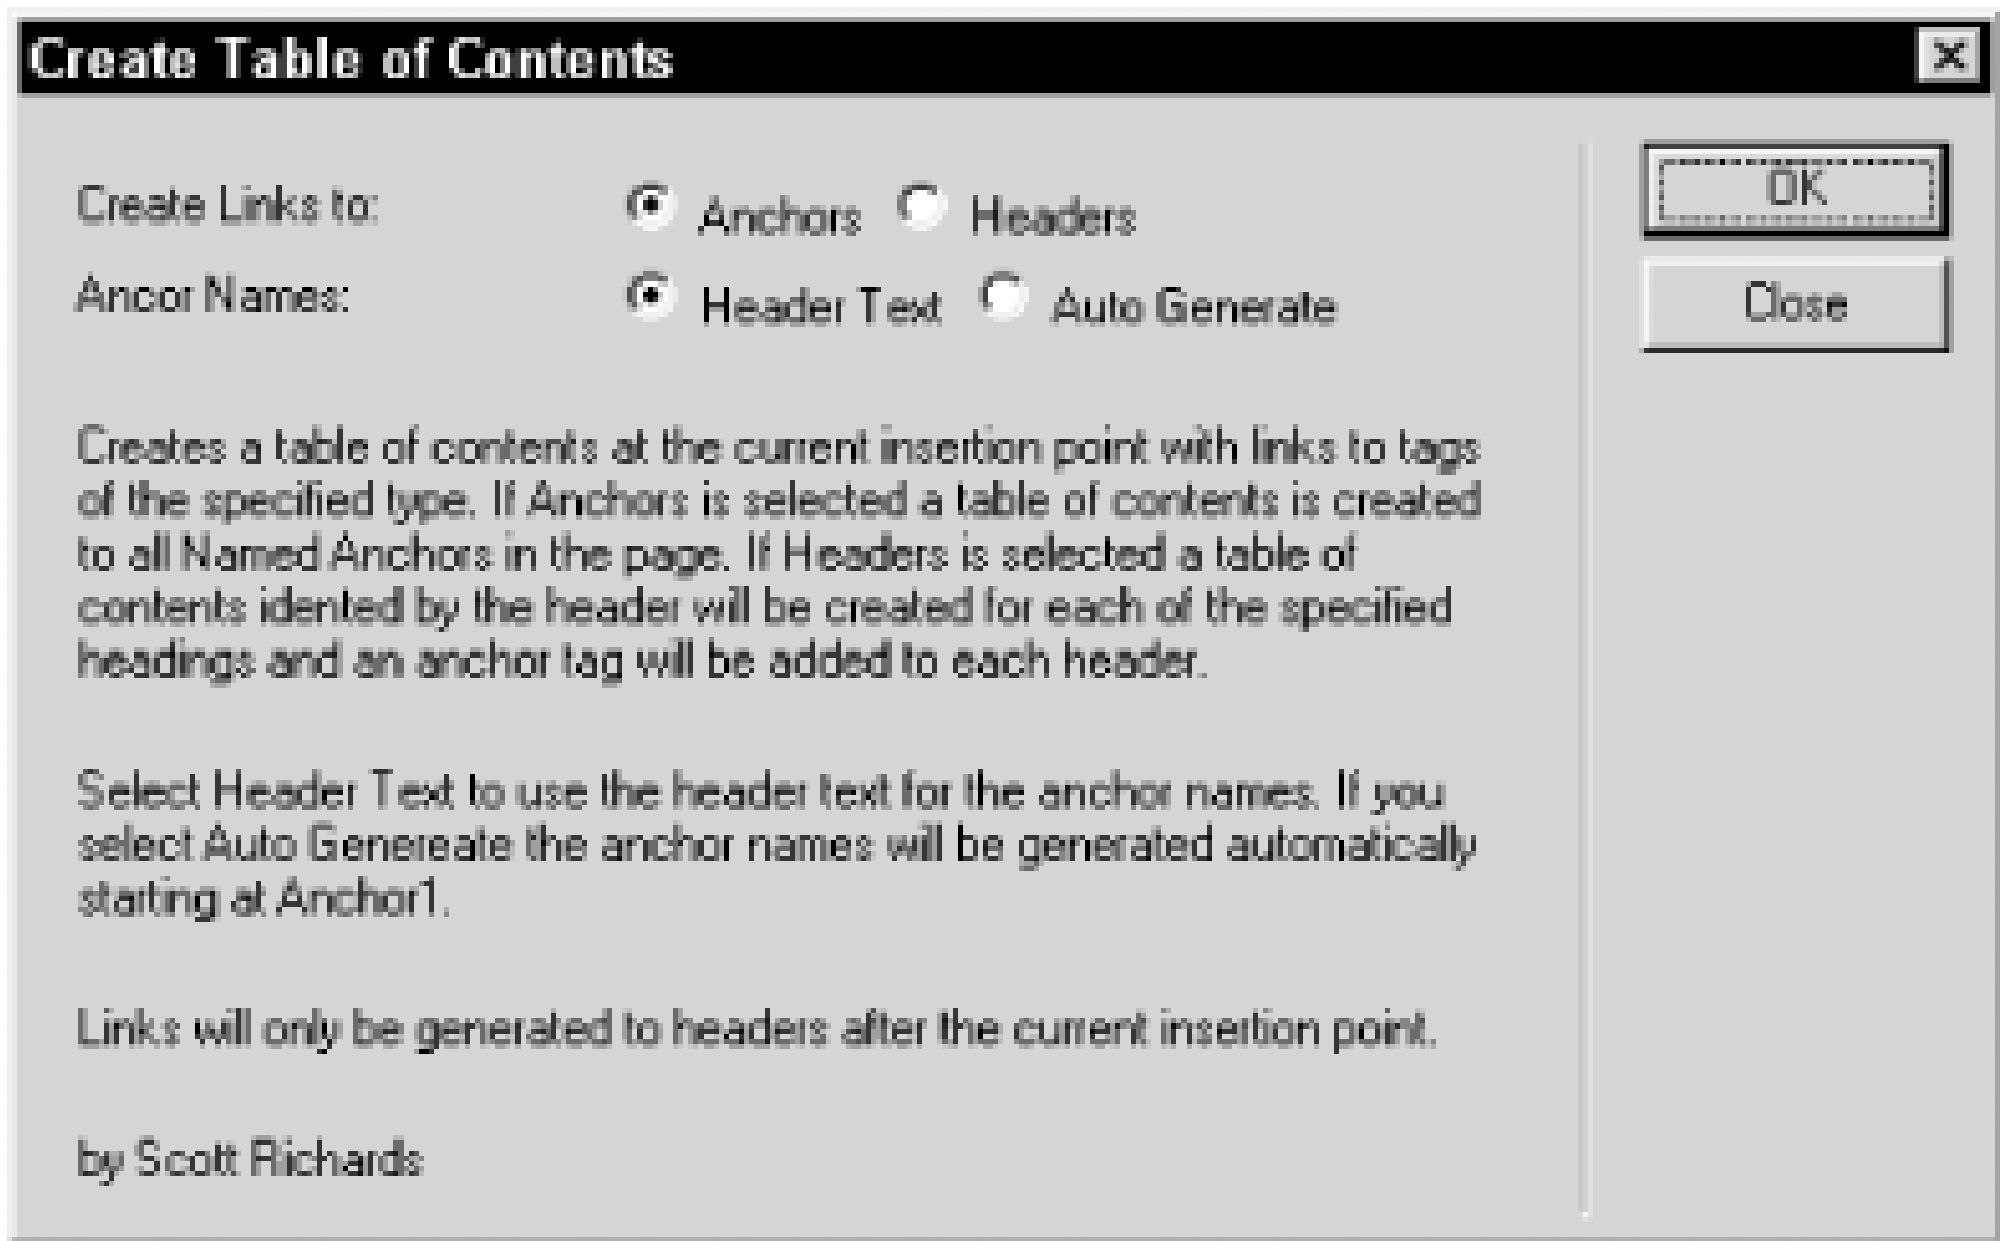 Create Table of Contents
Create Links to: Anchors Headers
OK
Ancor Names: Header Text Auto Generate
Close
Creates a table of contents at the current insertion point with links to tags
of the specified type. If Anchors is selected a table of contents is created
to all Named Anchors in the page. If Headers is selected a table of
contents idented by the header will be created for each of the specified
headings and an anchor tag will be added to each header.
Select Header Text to use the header text for the anchor names. If you
select Auto Genereate the anchor names will be generated automatically
starting at Anchor1.
Links will only be generated to headers after the current insertion point.
by Scott Richards